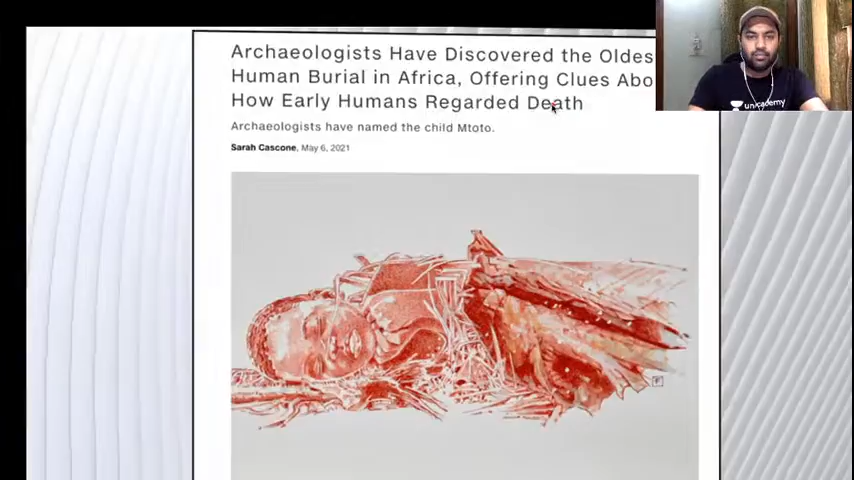 Archaeologists Have Discovered the Oldes
Human Burial in Africa, Offering Clues Abo
How Early Humans Regarded Death
Archaeologists have named the child Mtoto.
Sarah Cascone, May 6, 2021
unacademy